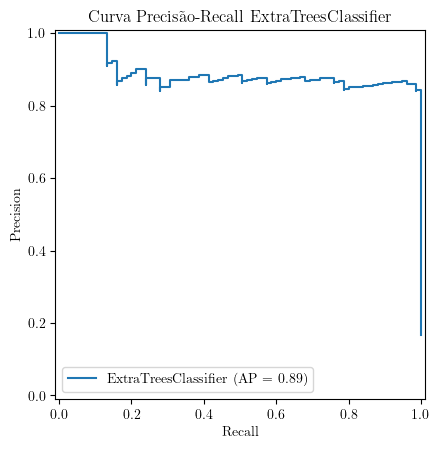 Curva Precisão-Recall ExtraTreesClassifier
1.0
0.8
0.6
0.4
0.2
0.0
Precision
ExtraTreesClassifier (AP = 0.89)
0.0 0.2 0.4 0.6 0.8 1.0
Recall